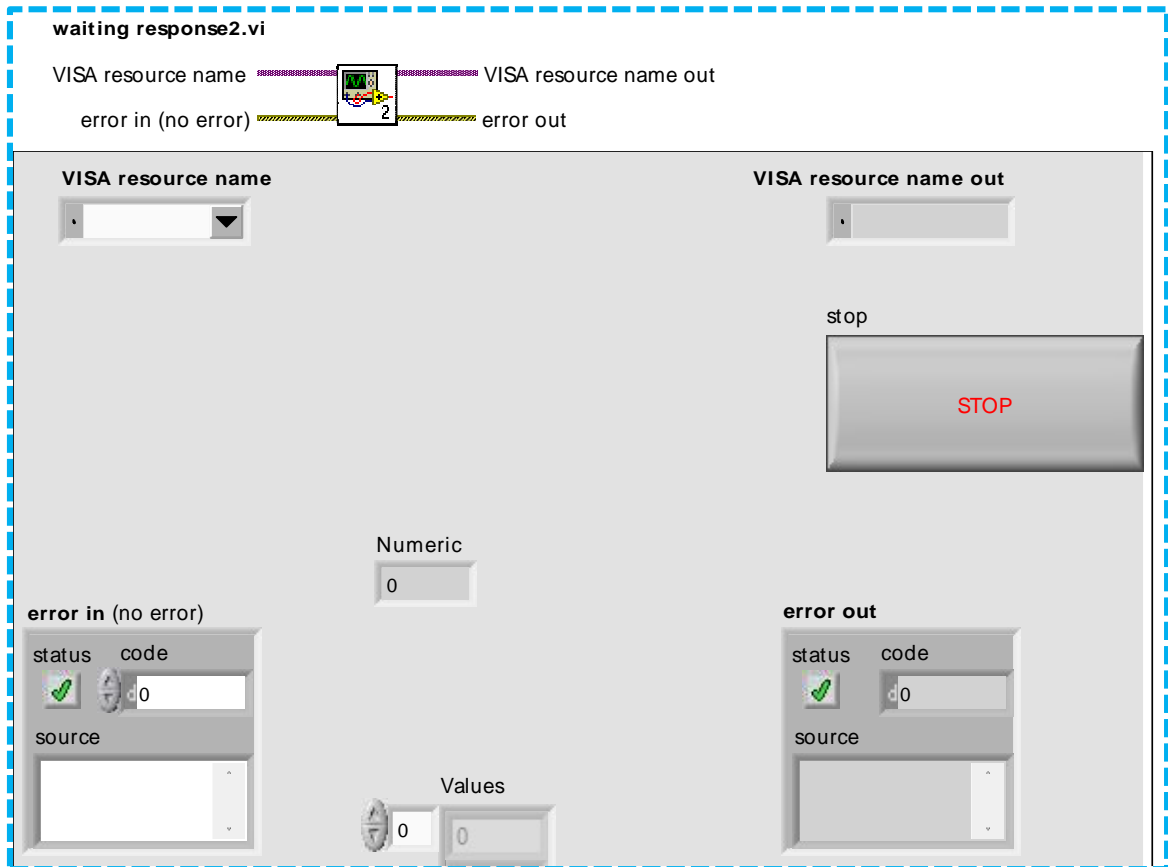 waiting response2.vi
VISA resource name VISA resource name out
2
error in (no error) error out
VISA resource name VISA resource name out
stop
STOP
Numeric
0
error in (no error) error out
status code status code
d 0 d 0
source source
Values
0 0